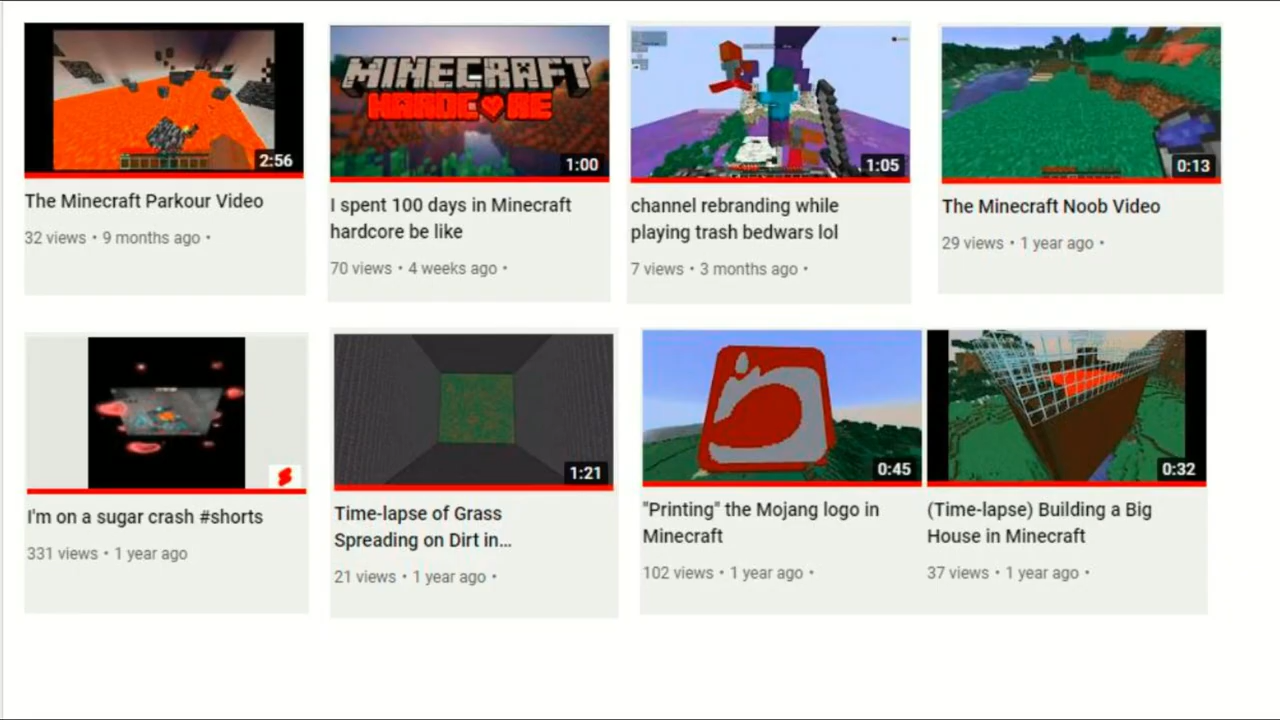 2:56
MINECRAFT
HARDCORE
1:00
1:05
0:13
The Minecraft Parkour Video
32 views • 9 months ago •
I spent 100 days in Minecraft
hardcore be like
70 views • 4 weeks ago •
channel rebranding while
playing trash bedwars lol
7 views • 3 months ago •
The Minecraft Noob Video
29 views • 1 year ago •
1:21
0:45
0:32
I'm on a sugar crash #shorts
331 views • 1 year ago
Time-lapse of Grass
Spreading on Dirt in...
21 views • 1 year ago •
"Printing" the Mojang logo in
Minecraft
102 views • 1 year ago •
(Time-lapse) Building a Big
House in Minecraft
37 views • 1 year ago •